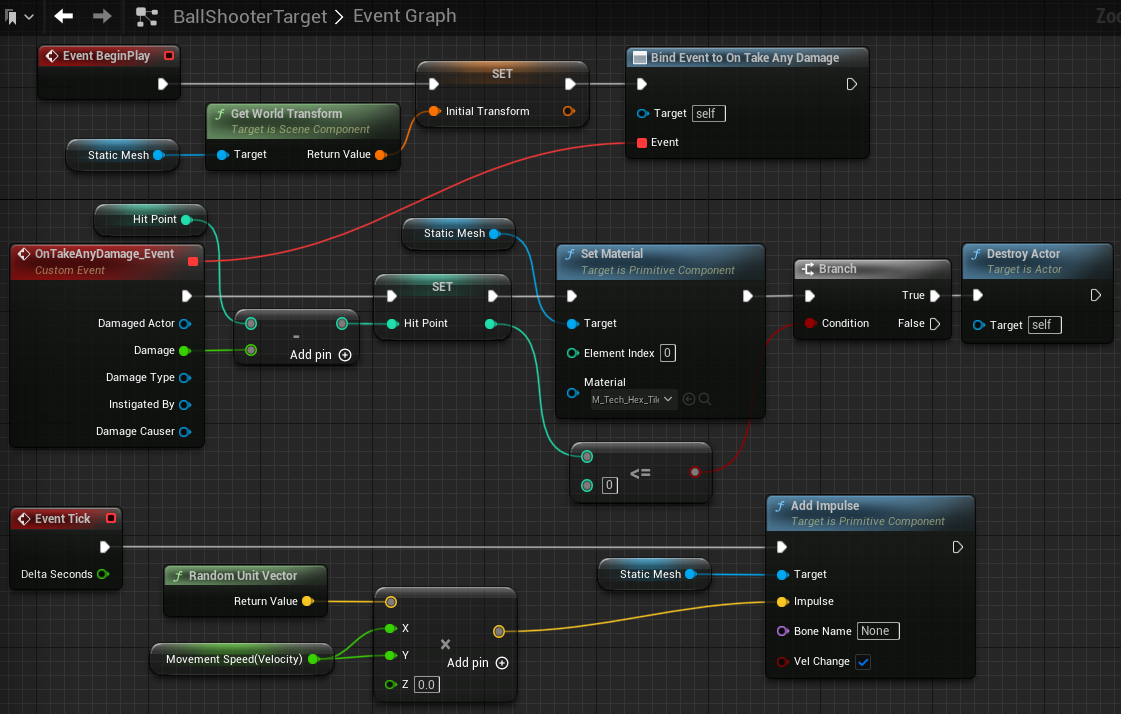 BallShooterTarget > Event Graph
Zoo
Event BeginPlay
SET
Initial Transform
Bind Event to On Take Any Damage
Target self
Event
Get World Transform
Target is Scene Component
Target Return Value
Static Mesh
Hit Point
Static Mesh
OnTakeAnyDamage_Event
Custom Event
Damaged Actor
Damage
Damage Type
Instigated By
Damage Causer
-
Add pin
SET
Hit Point
Set Material
Target is Primitive Component
Target
Element Index 0
Material
M_Tech_Hex_Tile
Branch
True
Condition False
Destroy Actor
Target is Actor
Target self
<=
0
Event Tick
Delta Seconds
Random Unit Vector
Return Value
Movement Speed(Velocity)
X
Y
Z 0.0
×
Add pin
Static Mesh
Add Impulse
Target is Primitive Component
Target
Impulse
Bone Name None
Vel Change